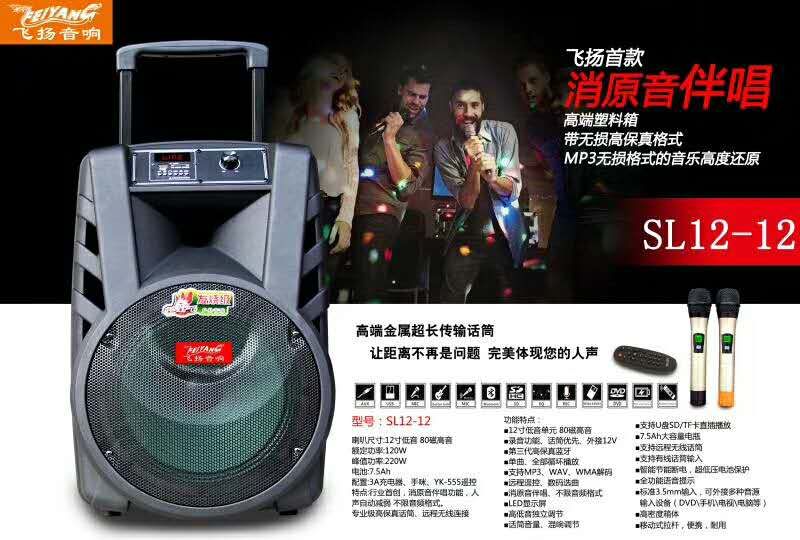 FEIYANG
飞扬音响
飞扬首款
消原音伴唱
高端塑料箱
带无损高保真格式
MP3无损格式的音乐高度还原
SL12-12
FEIYANG
飞扬音响
高端金属超长传输话筒
让距离不再是问题 完美体现您的人声
AUX USB MIC MIC SD EQ REC DVD
型号：SL12-12
喇叭尺寸:12寸低音 80磁高音
额定功率:120W
峰值功率:220W
电池:7.5Ah
配置:3A充电器、手咪、YK-555遥控
特点:行业首创，消原音伴唱功能，人
声自动减弱 不限音频格式。
专业级高保真话筒、远程无线连接
功能特点：
■12寸低音单元 80磁高音
■录音功能、话筒优先、外接12V
■第三代高保真蓝牙
■单曲、全部循环播放
■支持MP3、WAV、WMA解码
■远程遥控、数码选曲
■消原音伴唱、不限音频格式
■LED显示屏
■高低音独立调节
■话筒音量、混响调节
■支持U盘SD/TF卡直插播放
■7.5Ah大容量电瓶
■支持远程无线话筒
■支持有线话筒输入
■智能节能断电，超低压电池保护
■全功能语音提示
■标准3.5mm输入，可外接多种音源
输入设备（DVD\手机\电视\电脑等）
■高密度箱体
■移动式拉杆，便携，耐用